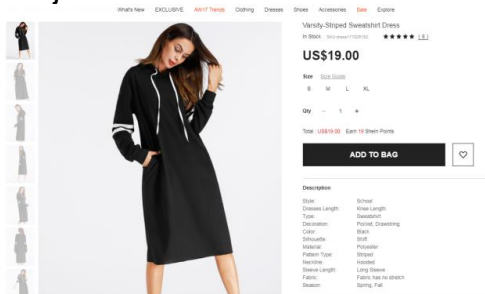 What's New EXCLUSIVE AW17 Trends Clothing Dresses Shoes Accessories Sale Explore
Varsity-Striped Sweatshirt Dress
In Stock
US$19.00
Size Size Guide
S M L XL
Qty - 1 +
Total : US$19.00 Earn 19 Shein Points
ADD TO BAG
Description
Style: School
Dresses Length: Knee Length
Type: Sweatshirt
Decoration: Pocket, Drawstring
Color: Black
Silhouette: Shift
Material: Polyester
Pattern Type: Striped
Neckline: Hooded
Sleeve Length: Long Sleeve
Fabric: Fabric has no stretch
Season: Spring, Fall